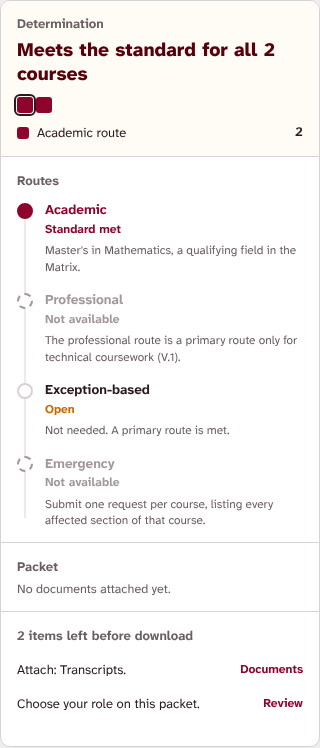 Determination
Meets the standard for all 2
courses
Academic route 2
Routes
Academic
Standard met
Master's in Mathematics, a qualifying field in the
Matrix.
Professional
Not available
The professional route is a primary route only for
technical coursework (V.1).
Exception-based
Open
Not needed. A primary route is met.
Emergency
Not available
Submit one request per course, listing every
affected section of that course.
Packet
No documents attached yet.
2 items left before download
Attach: Transcripts. Documents
Choose your role on this packet. Review